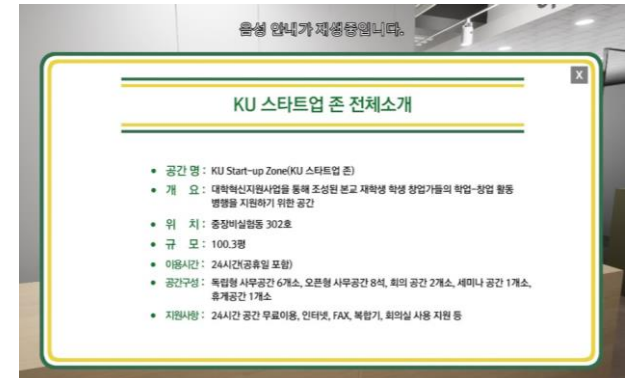 음성 안내가 재생중입니다.
X
KU 스타트업 존 전체소개
• 공간 명 : KU Start-up Zone(KU 스타트업 존)
• 개 요 : 대학혁신지원사업을 통해 조성된 본교 재학생 학생 창업가들의 학업-창업 활동
병행을 지원하기 위한 공간
• 위 치 : 중장비실험동 302호
• 규 모 : 100.3평
• 이용시간 : 24시간(공휴일 포함)
• 공간구성 : 독립형 사무공간 6개소, 오픈형 사무공간 8석, 회의 공간 2개소, 세미나 공간 1개소,
휴게공간 1개소
• 지원사항 : 24시간 공간 무료이용, 인터넷, FAX, 복합기, 회의실 사용 지원 등